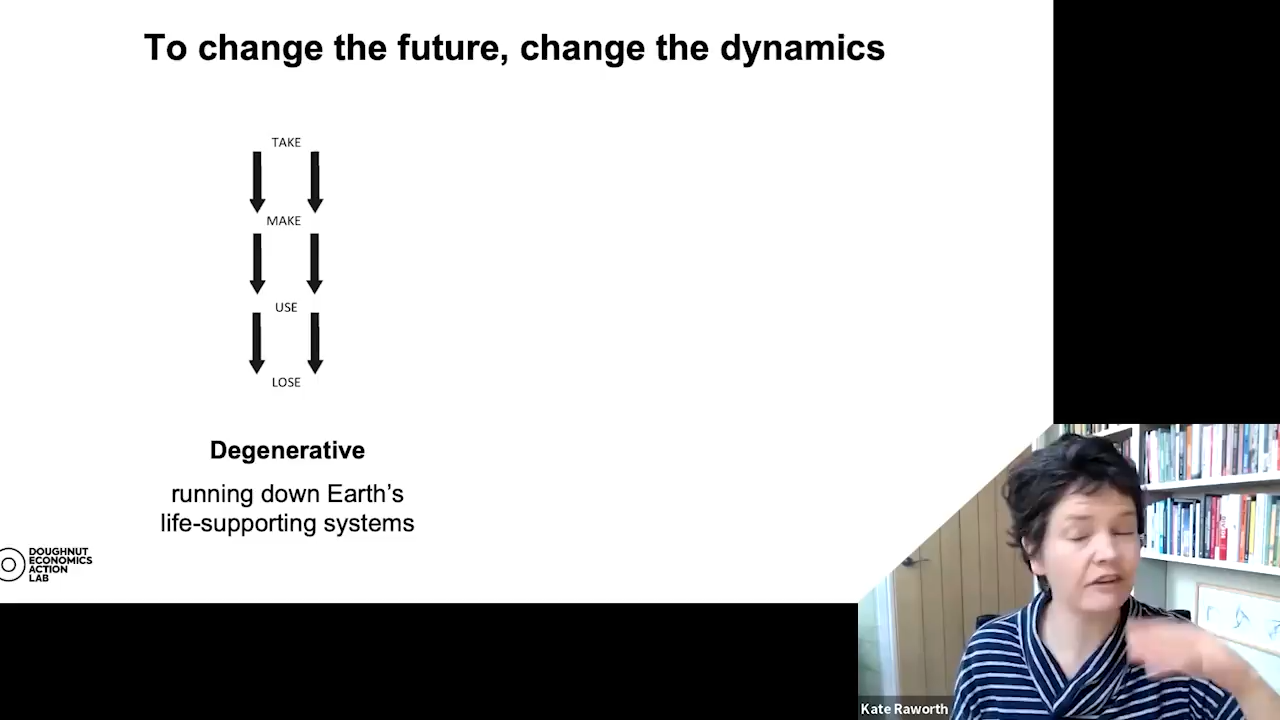 To change the future, change the dynamics
TAKE
MAKE
USE
LOSE
Degenerative
running down Earth's
life-supporting systems
DOUGHNUT
ECONOMICS
ACTION
LAB
Kate Raworth